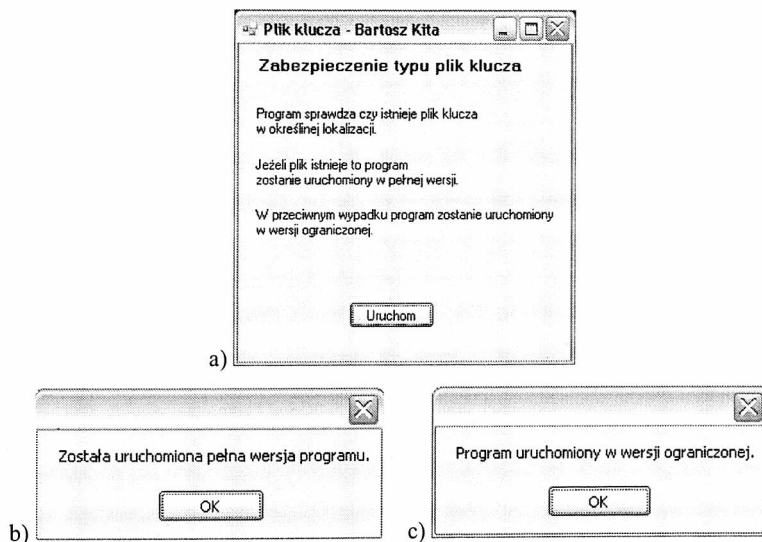 Plik klucza - Bartosz Kita
Zabezpieczenie typu plik klucza
Program sprawdza czy istnieje plik klucza
w określinej lokalizacji.
Jeżeli plik istnieje to program
zostanie uruchomiony w pełnej wersji.
W przeciwnym wypadku program zostanie uruchomiony
w wersji ograniczonej.
Uruchom
a)
Została uruchomiona pełna wersja programu.
OK
b)
Program uruchomiony w wersji ograniczonej.
OK
c)